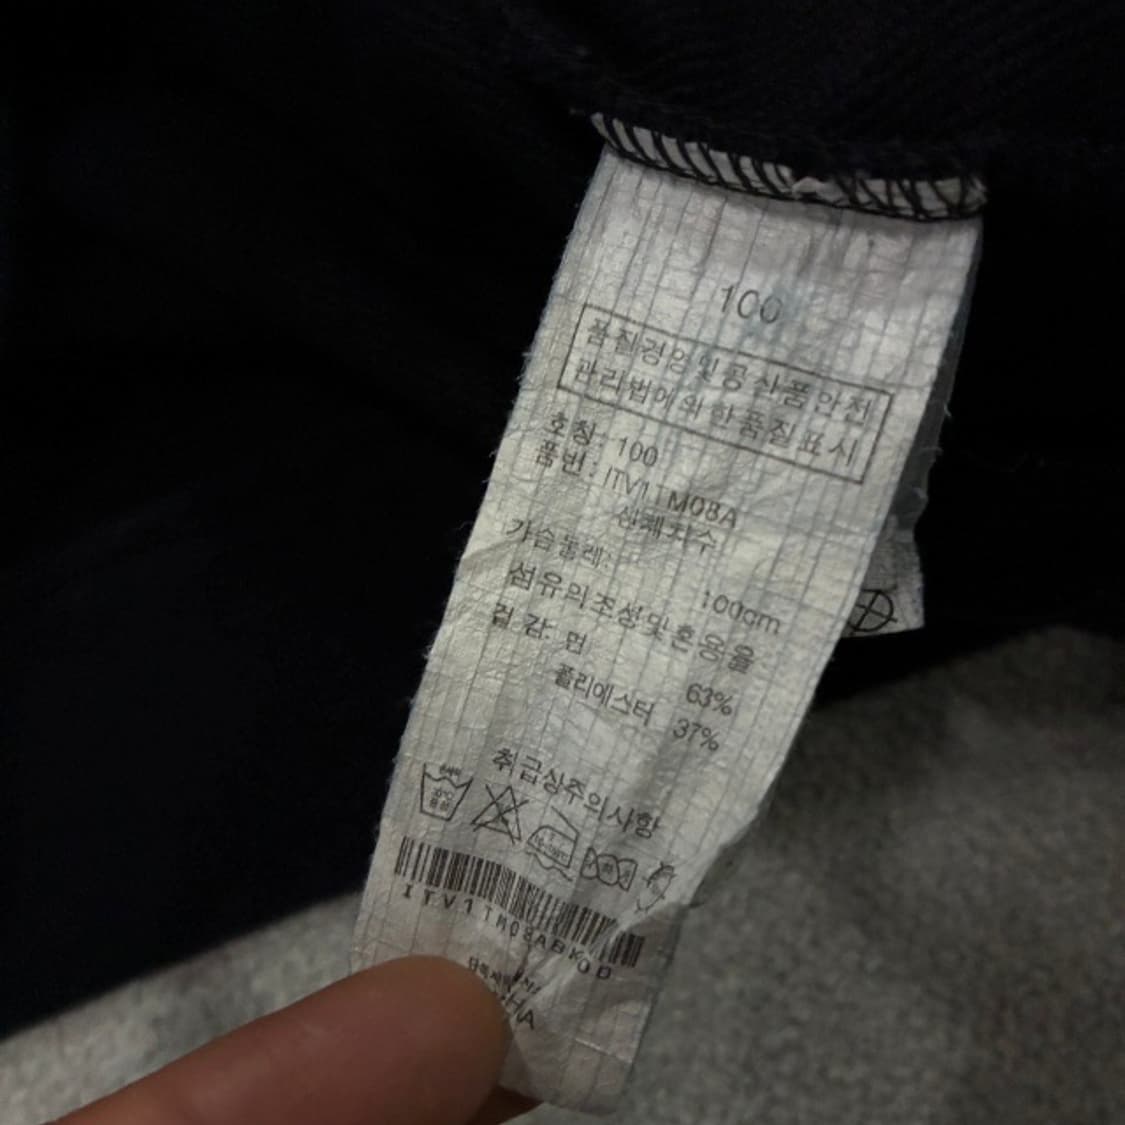 100
품질경영및공산품안전
관리법에의한품질표시
호칭: 100
품번: ITV1TM08A
신체치수
가슴둘레: 100cm
섬유의조성및혼용율
겉감: 면 63%
폴리에스터 37%
취급상주의사항
ITV1TM08ABK0D